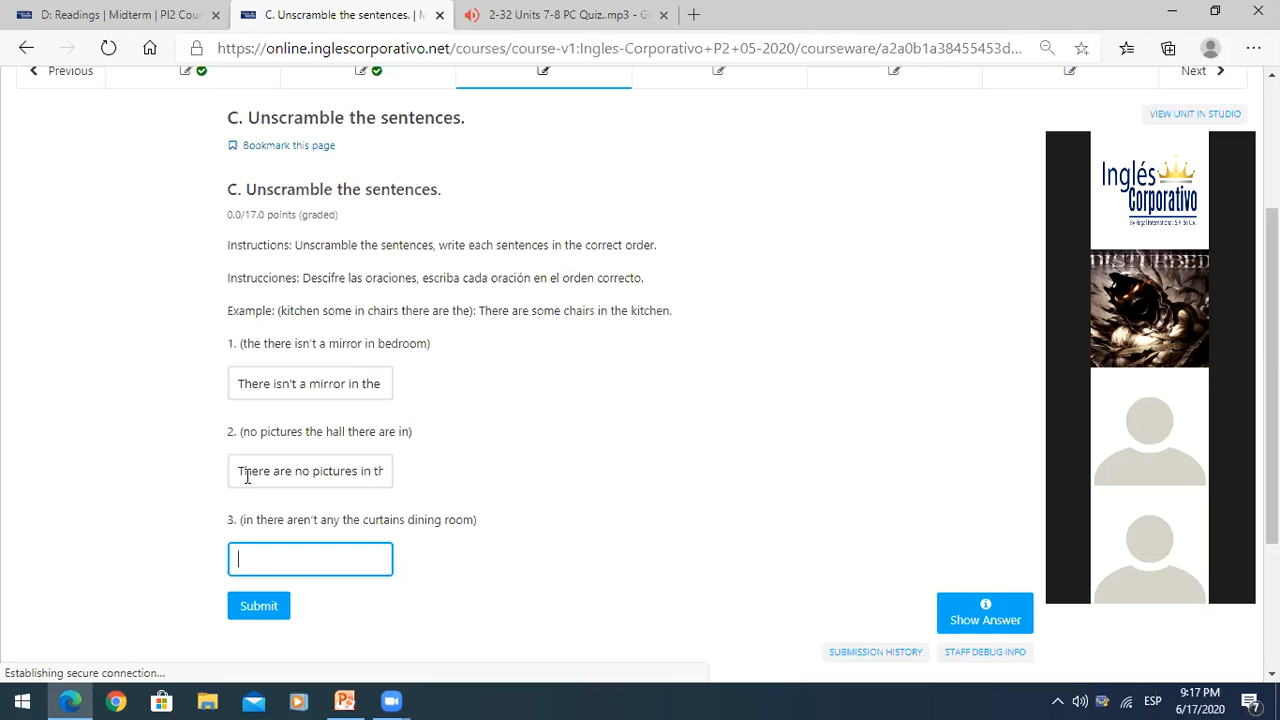 D: Readings | Midterm | PI2 Cour
C. Unscramble the sentences. | M
2-32 Units 7-8 PC Quiz..mp3 - G
https://online.inglescorporativo.net/courses/course-v1:Ingles-Corporativo+P2+05-2020/courseware/a2a0b1a38455453d...
Previous
Next
C. Unscramble the sentences.
VIEW UNIT IN STUDIO
Bookmark this page
C. Unscramble the sentences.
0.0/17.0 points (graded)
Instructions: Unscramble the sentences, write each sentences in the correct order.
Instrucciones: Descifre las oraciones, escriba cada oración en el orden correcto.
Example: (kitchen some in chairs there are the): There are some chairs in the kitchen.
1. (the there isn't a mirror in bedroom)
There isn't a mirror in the
2. (no pictures the hall there are in)
There are no pictures in th
3. (in there aren't any the curtains dining room)
Submit
Show Answer
SUBMISSION HISTORY
STAFF DEBUG INFO
Inglés
Corporativo
DISTURBED
Establishing secure connection...
ESP
9:17 PM
6/17/2020
7